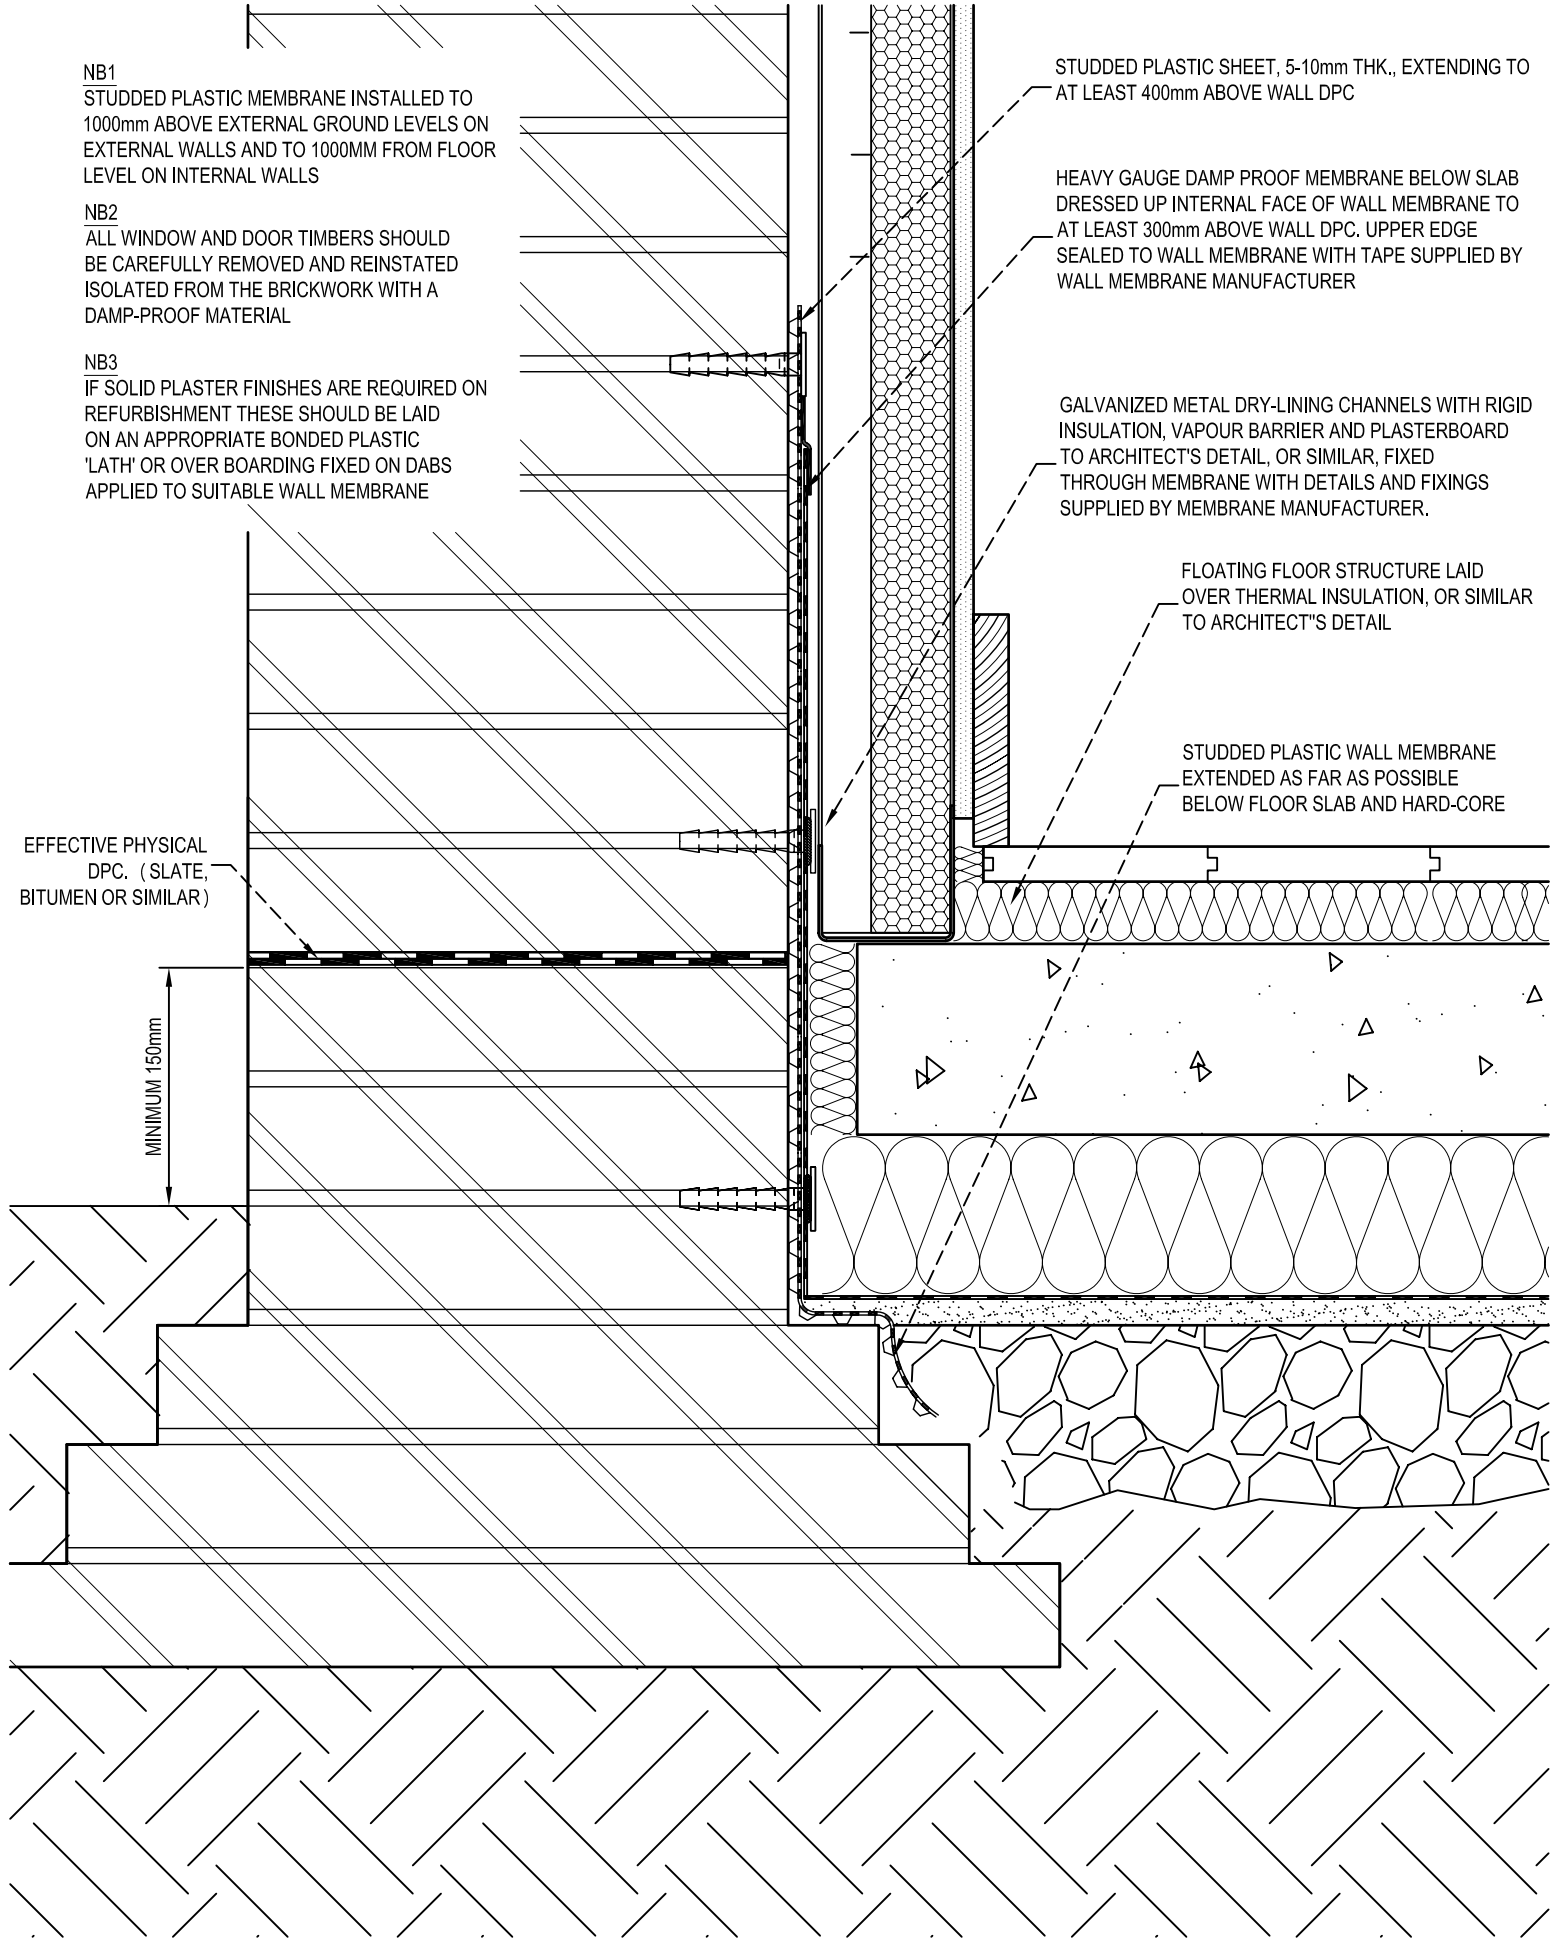 NB1
STUDDED PLASTIC MEMBRANE INSTALLED TO
1000mm ABOVE EXTERNAL GROUND LEVELS ON
EXTERNAL WALLS AND TO 1000MM FROM FLOOR
LEVEL ON INTERNAL WALLS
NB2
ALL WINDOW AND DOOR TIMBERS SHOULD
BE CAREFULLY REMOVED AND REINSTATED
ISOLATED FROM THE BRICKWORK WITH A
DAMP-PROOF MATERIAL
NB3
IF SOLID PLASTER FINISHES ARE REQUIRED ON
REFURBISHMENT THESE SHOULD BE LAID
ON AN APPROPRIATE BONDED PLASTIC
'LATH' OR OVER BOARDING FIXED ON DABS
APPLIED TO SUITABLE WALL MEMBRANE
STUDDED PLASTIC SHEET, 5-10mm THK., EXTENDING TO
AT LEAST 400mm ABOVE WALL DPC
HEAVY GAUGE DAMP PROOF MEMBRANE BELOW SLAB
DRESSED UP INTERNAL FACE OF WALL MEMBRANE TO
AT LEAST 300mm ABOVE WALL DPC. UPPER EDGE
SEALED TO WALL MEMBRANE WITH TAPE SUPPLIED BY
WALL MEMBRANE MANUFACTURER
GALVANIZED METAL DRY-LINING CHANNELS WITH RIGID
INSULATION, VAPOUR BARRIER AND PLASTERBOARD
TO ARCHITECT'S DETAIL, OR SIMILAR, FIXED
THROUGH MEMBRANE WITH DETAILS AND FIXINGS
SUPPLIED BY MEMBRANE MANUFACTURER.
FLOATING FLOOR STRUCTURE LAID
OVER THERMAL INSULATION, OR SIMILAR
TO ARCHITECT"S DETAIL
STUDDED PLASTIC WALL MEMBRANE
EXTENDED AS FAR AS POSSIBLE
BELOW FLOOR SLAB AND HARD-CORE
EFFECTIVE PHYSICAL
DPC. (SLATE,
BITUMEN OR SIMILAR)
MINIMUM 150mm